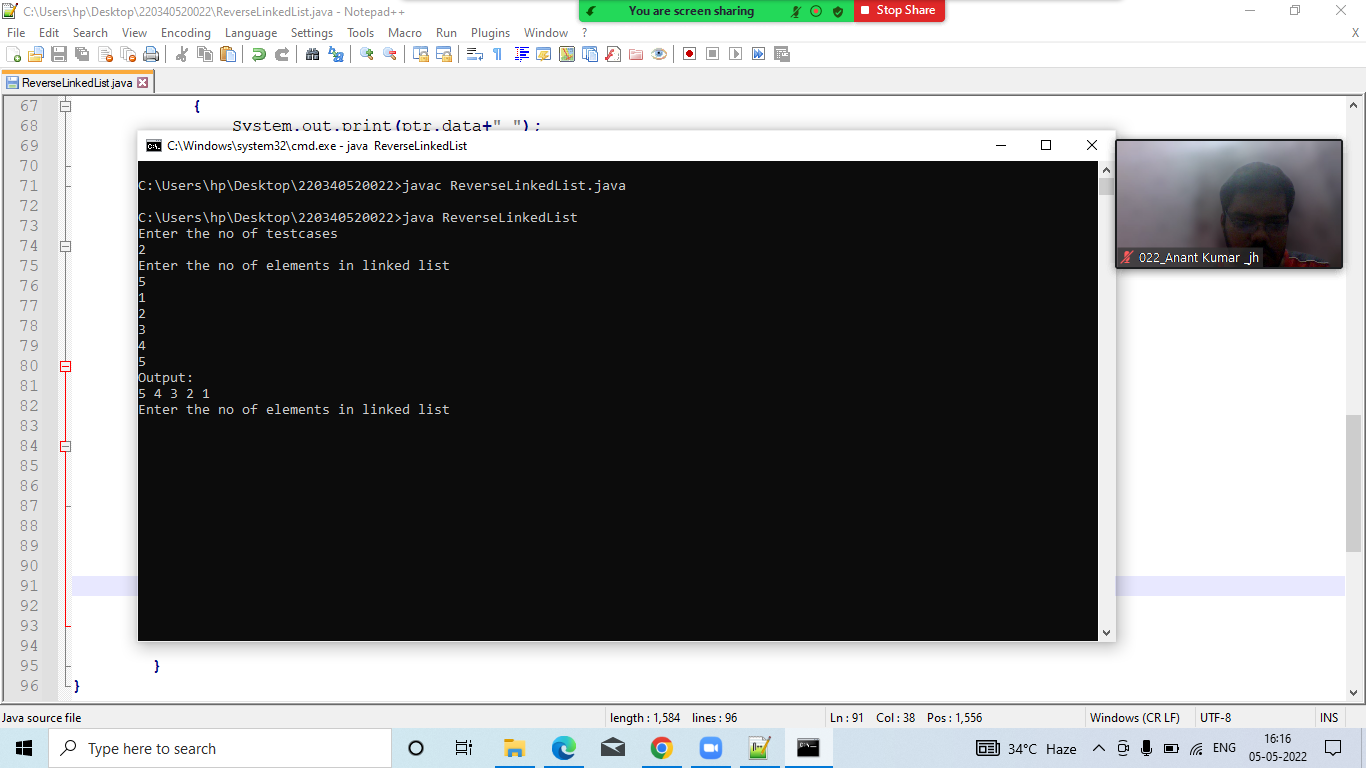 C:\Users\hp\Desktop\220340520022\ReverseLinkedList.java - Notepad++
You are screen sharing
Stop Share
File Edit Search View Encoding Language Settings Tools Macro Run Plugins Window ?
X
ReverseLinkedList.java
67 {
68 System.out.print(ptr.data+" ");
69
70
71
72
73
74
75
76
77
78
79
80
81
82
83
84
85
86
87
88
89
90
91
92
93
94
95 }
96 }
C:\Windows\system32\cmd.exe - java ReverseLinkedList
C:\Users\hp\Desktop\220340520022>javac ReverseLinkedList.java
C:\Users\hp\Desktop\220340520022>java ReverseLinkedList
Enter the no of testcases
2
Enter the no of elements in linked list
5
1
2
3
4
5
Output:
5 4 3 2 1
Enter the no of elements in linked list
022_Anant Kumar _jh
Java source file
length : 1,584 lines : 96
Ln : 91 Col : 38 Pos : 1,556
Windows (CR LF)
UTF-8
INS
Type here to search
34°C Haze
ENG
16:16
05-05-2022